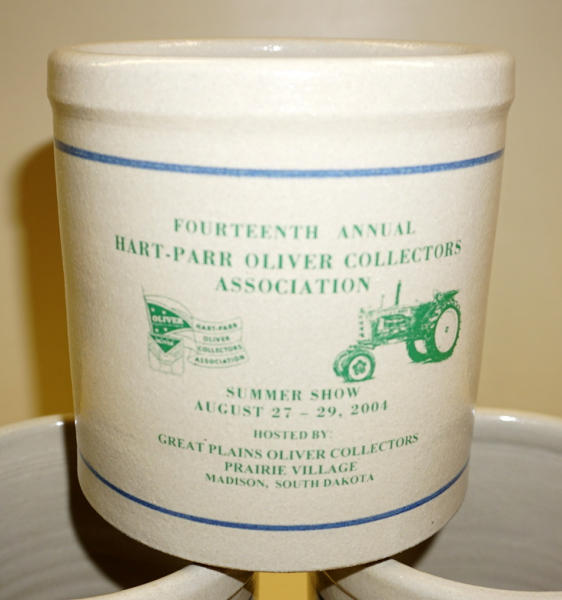 FOURTEENTH ANNUAL
HART-PARR OLIVER COLLECTORS
ASSOCIATION
OLIVER
HART-PARR
OLIVER
COLLECTORS
ASSOCIATION
SUMMER SHOW
AUGUST 27 – 29, 2004
HOSTED BY:
GREAT PLAINS OLIVER COLLECTORS
PRAIRIE VILLAGE
MADISON, SOUTH DAKOTA